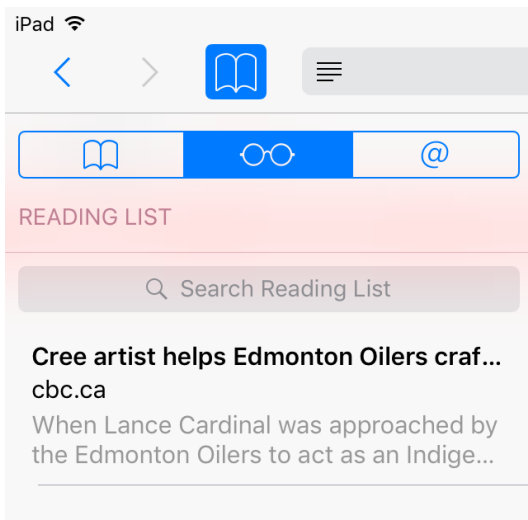 iPad
@
READING LIST
Search Reading List
Cree artist helps Edmonton Oilers craf...
cbc.ca
When Lance Cardinal was approached by
the Edmonton Oilers to act as an Indige...